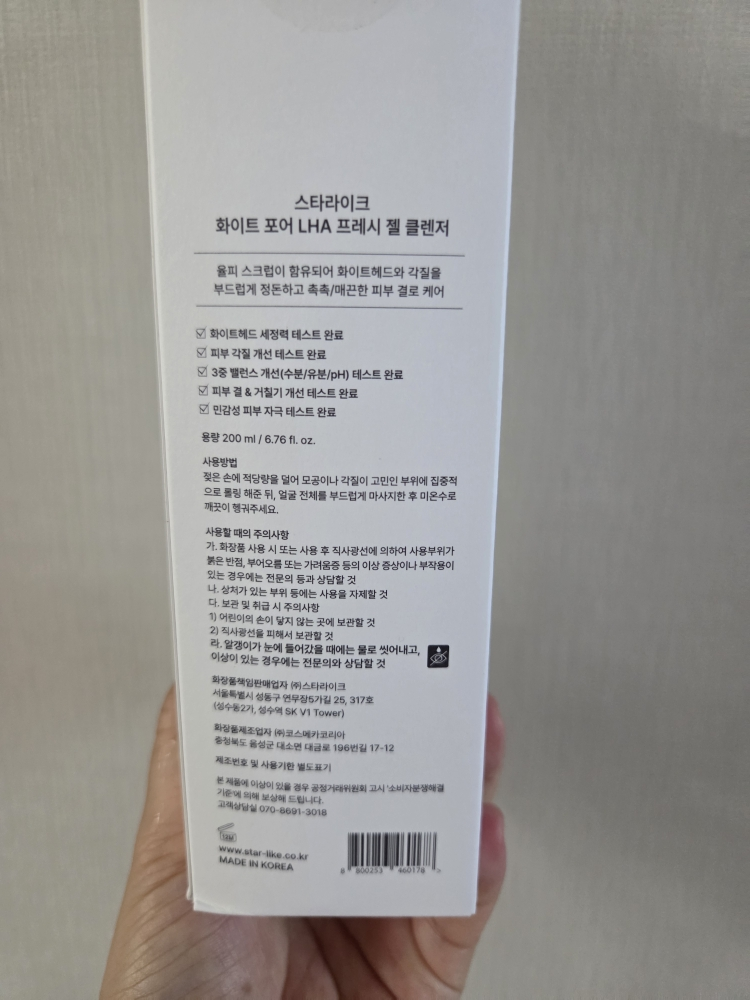 스타라이크
화이트 포어 LHA 프레시 젤 클렌저
율피 스크럽이 함유되어 화이트헤드와 각질을
부드럽게 정돈하고 촉촉/매끈한 피부 결로 케어
☑ 화이트헤드 세정력 테스트 완료
☑ 피부 각질 개선 테스트 완료
☑ 3중 밸런스 개선(수분/유분/pH) 테스트 완료
☑ 피부 결 & 거칠기 개선 테스트 완료
☑ 민감성 피부 자극 테스트 완료
용량 200 ml / 6.76 fl. oz.
사용방법
젖은 손에 적당량을 덜어 모공이나 각질이 고민인 부위에 집중적
으로 롤링 해준 뒤, 얼굴 전체를 부드럽게 마사지한 후 미온수로
깨끗이 헹궈주세요.
사용할 때의 주의사항
가. 화장품 사용 시 또는 사용 후 직사광선에 의하여 사용부위가
붉은 반점, 부어오름 또는 가려움증 등의 이상 증상이나 부작용이
있는 경우에는 전문의 등과 상담할 것
나. 상처가 있는 부위 등에는 사용을 자제할 것
다. 보관 및 취급 시 주의사항
1) 어린이의 손이 닿지 않는 곳에 보관할 것
2) 직사광선을 피해서 보관할 것
라. 알갱이가 눈에 들어갔을 때에는 물로 씻어내고,
이상이 있는 경우에는 전문의와 상담할 것
화장품책임판매업자 ㈜스타라이크
서울특별시 성동구 연무장5가길 25, 317호
(성수동2가, 성수역 SK V1 Tower)
화장품제조업자 ㈜코스메카코리아
충청북도 음성군 대소면 대금로 196번길 17-12
제조번호 및 사용기한 별도표기
본 제품에 이상이 있을 경우 공정거래위원회 고시 '소비자분쟁해결
기준'에 의해 보상해 드립니다.
고객상담실 070-8691-3018
12M
www.star-like.co.kr
MADE IN KOREA
8 800253 460178 >